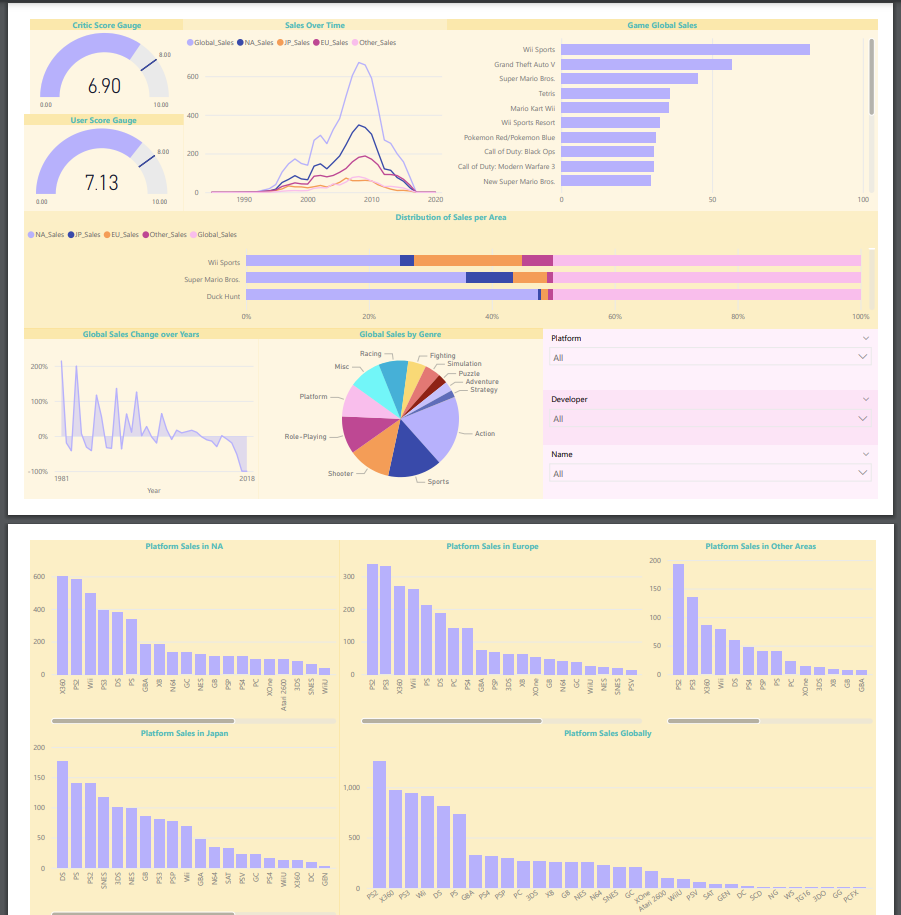 Critic Score Gauge
8.00
6.90
0.00
10.00
User Score Gauge
8.00
7.13
0.00
10.00
Sales Over Time
Global_Sales NA_Sales JP_Sales EU_Sales Other_Sales
600
400
200
0
1990 2000 2010 2020
Game Global Sales
Wii Sports
Grand Theft Auto V
Super Mario Bros.
Tetris
Mario Kart Wii
Wii Sports Resort
Pokemon Red/Pokemon Blue
Call of Duty: Black Ops
Call of Duty: Modern Warfare 3
New Super Mario Bros.
0 50 100
Distribution of Sales per Area
NA_Sales JP_Sales EU_Sales Other_Sales Global_Sales
Wii Sports
Super Mario Bros.
Duck Hunt
0% 20% 40% 60% 80% 100%
Global Sales Change over Years
200%
100%
0%
-100%
1981 2018
Year
Global Sales by Genre
Racing
Fighting
Simulation
Misc
Puzzle
Adventure
Strategy
Platform
Role-Playing
Action
Shooter
Sports
Platform
All
Developer
All
Name
All
Platform Sales in NA
600
400
200
0
X360 PS2 Wii PS3 DS PS GBA XB N64 GC NES GB PSP PS4 PC XOne Atari 2600 3DS SNES WiiU
Platform Sales in Europe
300
200
100
0
PS2 PS3 X360 Wii PS DS PC PS4 GBA PSP 3DS XB XOne GB N64 GC WiiU NES SNES PSV
Platform Sales in Other Areas
200
150
100
50
0
PS2 PS3 X360 Wii DS PS4 PSP PS PC XOne 3DS XB GB GBA
Platform Sales in Japan
200
150
100
50
0
DS PS PS2 SNES 3DS NES GB PS3 PSP Wii GBA N64 SAT PSV GC PS4 WiiU X360 DC GEN
Platform Sales Globally
1,000
500
0
PS2 X360 PS3 Wii DS PS GBA PS4 PSP PC 3DS XB GB NES N64 SNES GC XOne Atari 2600 WiiU PSV SAT GEN DC SCD NG WS TG16 3DO GG PCFX